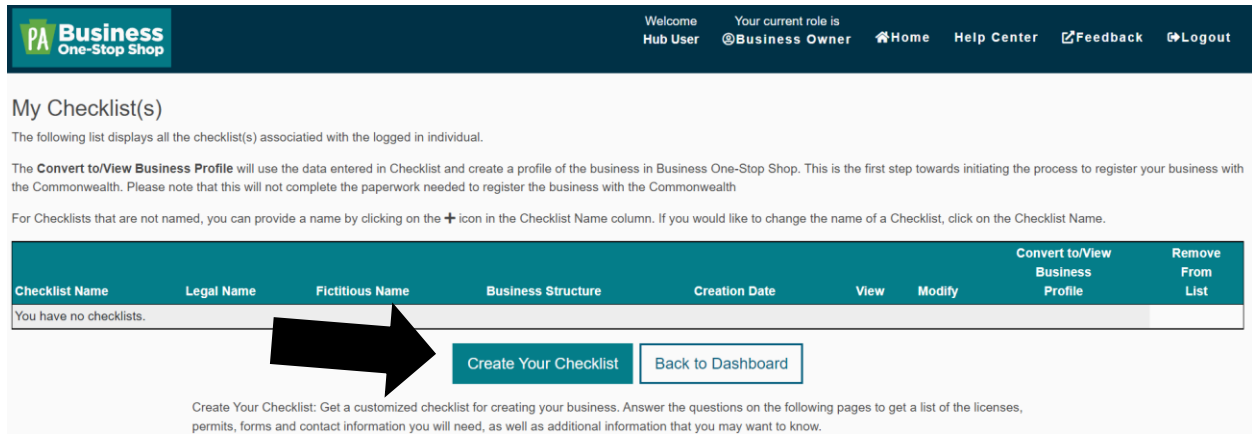 PA Business
One-Stop Shop
Welcome
Hub User
Your current role is
Business Owner
Home
Help Center
Feedback
Logout
My Checklist(s)
The following list displays all the checklist(s) associatied with the logged in individual.
The Convert to/View Business Profile will use the data entered in Checklist and create a profile of the business in Business One-Stop Shop. This is the first step towards initiating the process to register your business with
the Commonwealth. Please note that this will not complete the paperwork needed to register the business with the Commonwealth
For Checklists that are not named, you can provide a name by clicking on the + icon in the Checklist Name column. If you would like to change the name of a Checklist, click on the Checklist Name.
Checklist Name
Legal Name
Fictitious Name
Business Structure
Creation Date
View
Modify
Convert to/View
Business
Profile
Remove
From
List
You have no checklists.
Create Your Checklist
Back to Dashboard
Create Your Checklist: Get a customized checklist for creating your business. Answer the questions on the following pages to get a list of the licenses,
permits, forms and contact information you will need, as well as additional information that you may want to know.